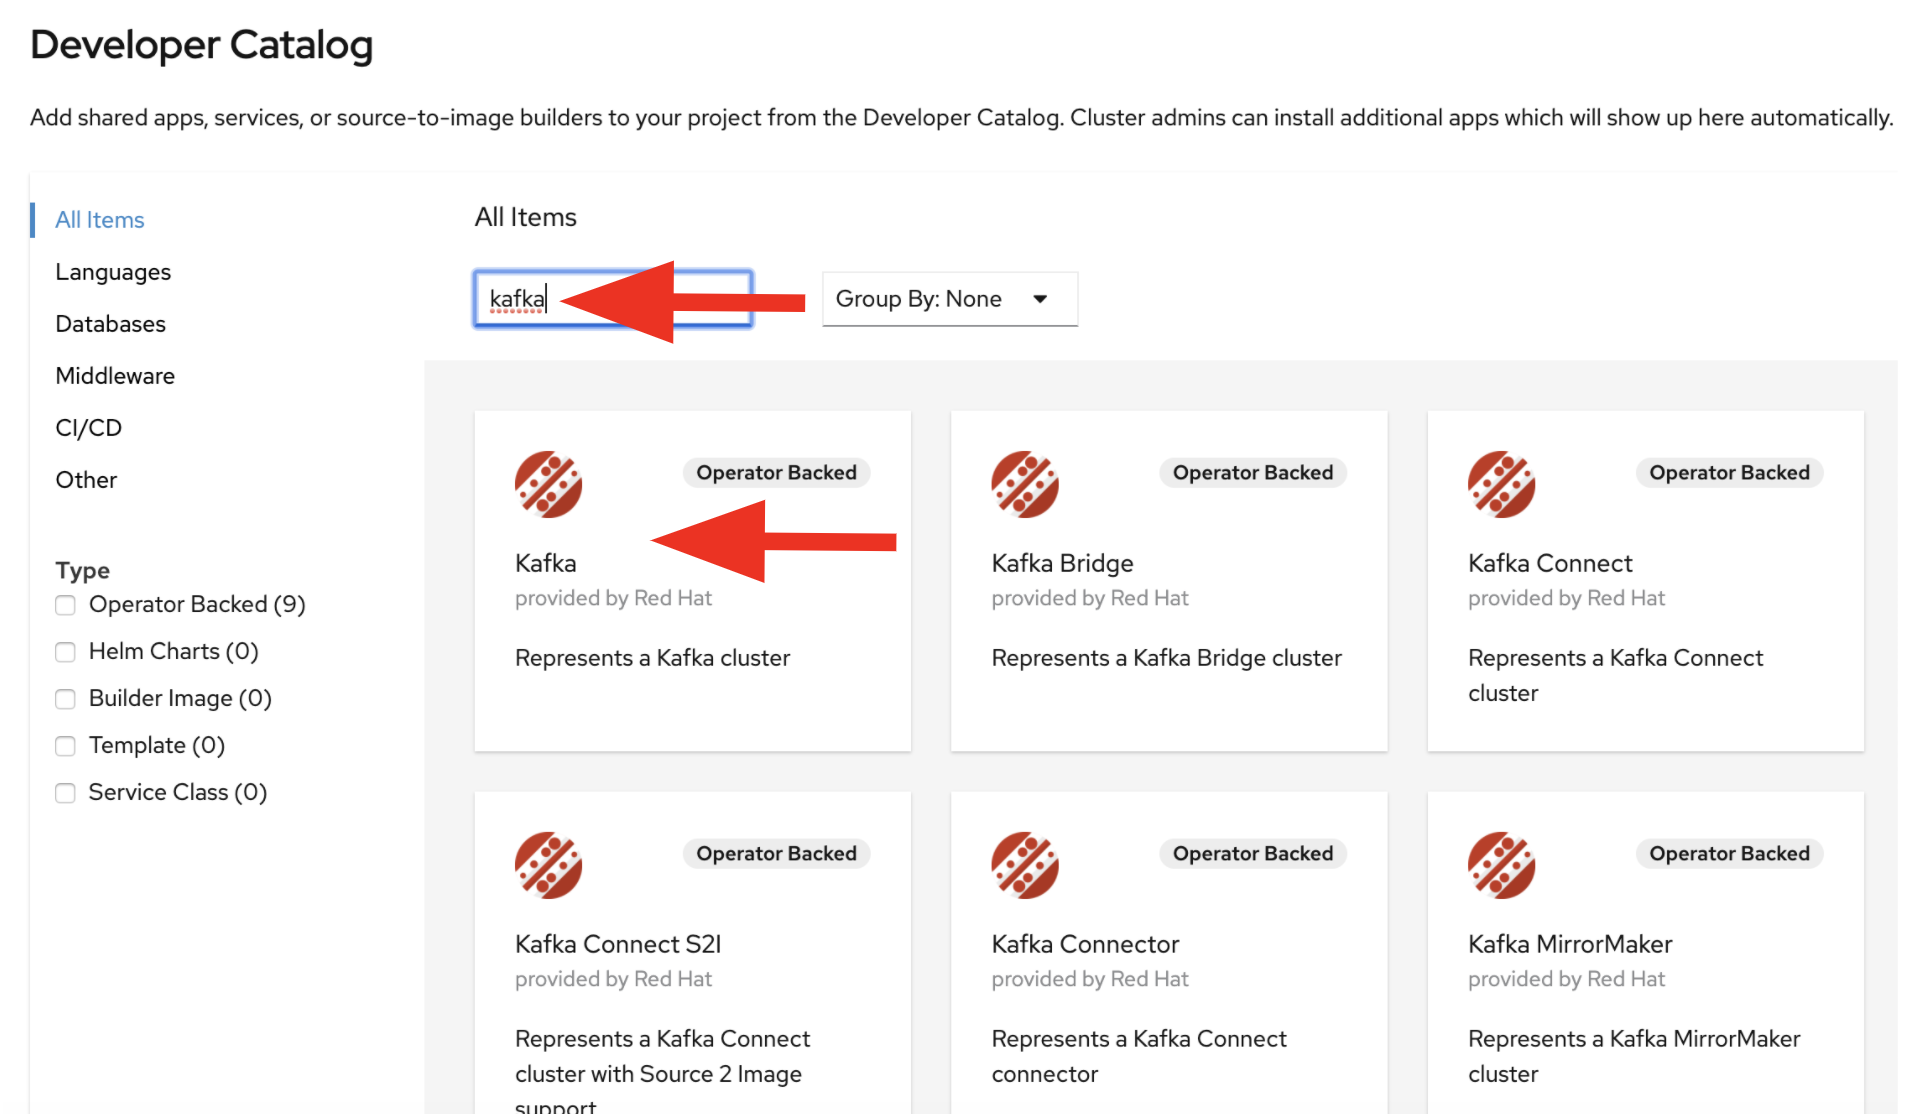 Developer Catalog
Add shared apps, services, or source-to-image builders to your project from the Developer Catalog. Cluster admins can install additional apps which will show up here automatically.
All Items
Languages
Databases
Middleware
CI/CD
Other
Type
Operator Backed (9)
Helm Charts (0)
Builder Image (0)
Template (0)
Service Class (0)
All Items
kafka
Group By: None
Operator Backed
Kafka
provided by Red Hat
Represents a Kafka cluster
Operator Backed
Kafka Bridge
provided by Red Hat
Represents a Kafka Bridge cluster
Operator Backed
Kafka Connect
provided by Red Hat
Represents a Kafka Connect
cluster
Operator Backed
Kafka Connect S2I
provided by Red Hat
Represents a Kafka Connect
cluster with Source 2 Image
support
Operator Backed
Kafka Connector
provided by Red Hat
Represents a Kafka Connect
connector
Operator Backed
Kafka MirrorMaker
provided by Red Hat
Represents a Kafka MirrorMaker
cluster